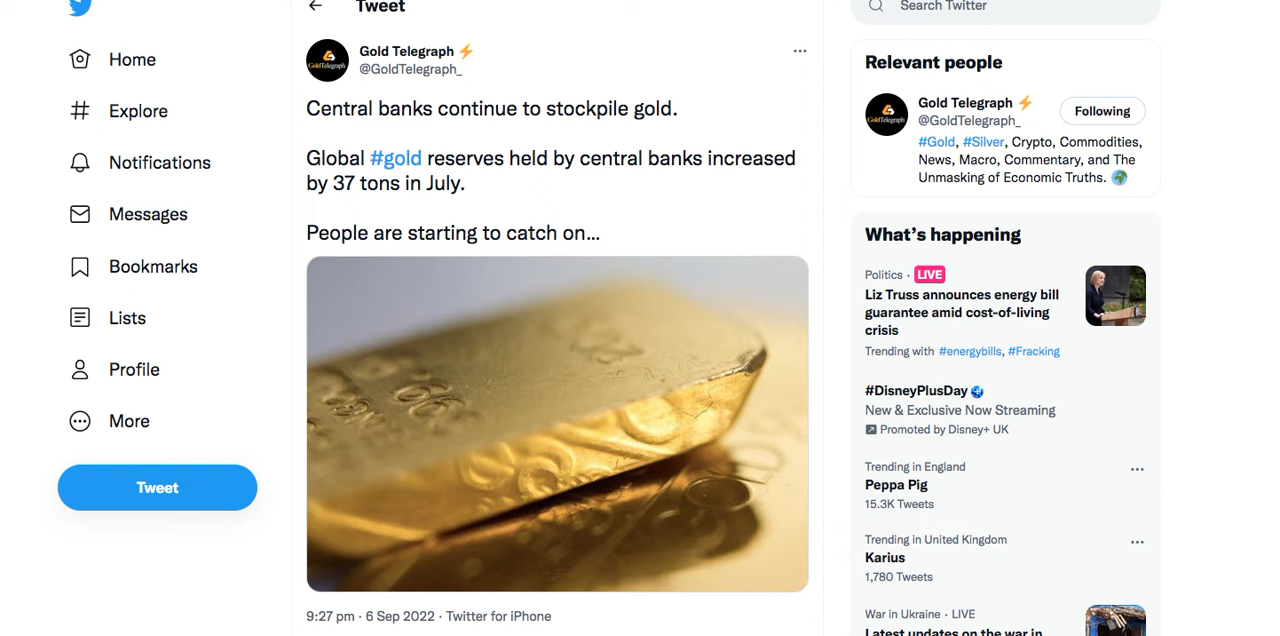 Tweet
Search Twitter
Home
Explore
Notifications
Messages
Bookmarks
Lists
Profile
More
Tweet
Gold Telegraph ⚡
@GoldTelegraph_
Central banks continue to stockpile gold.
Global #gold reserves held by central banks increased
by 37 tons in July.
People are starting to catch on...
9:27 pm · 6 Sep 2022 · Twitter for iPhone
Relevant people
Gold Telegraph ⚡
@GoldTelegraph_
Following
#Gold, #Silver, Crypto, Commodities,
News, Macro, Commentary, and The
Unmasking of Economic Truths. 🌍
What's happening
Politics · LIVE
Liz Truss announces energy bill
guarantee amid cost-of-living
crisis
Trending with #energybills, #Fracking
#DisneyPlusDay
New & Exclusive Now Streaming
Promoted by Disney+ UK
Trending in England
Peppa Pig
15.3K Tweets
Trending in United Kingdom
Karius
1,780 Tweets
War in Ukraine · LIVE
Latest updates on the war in